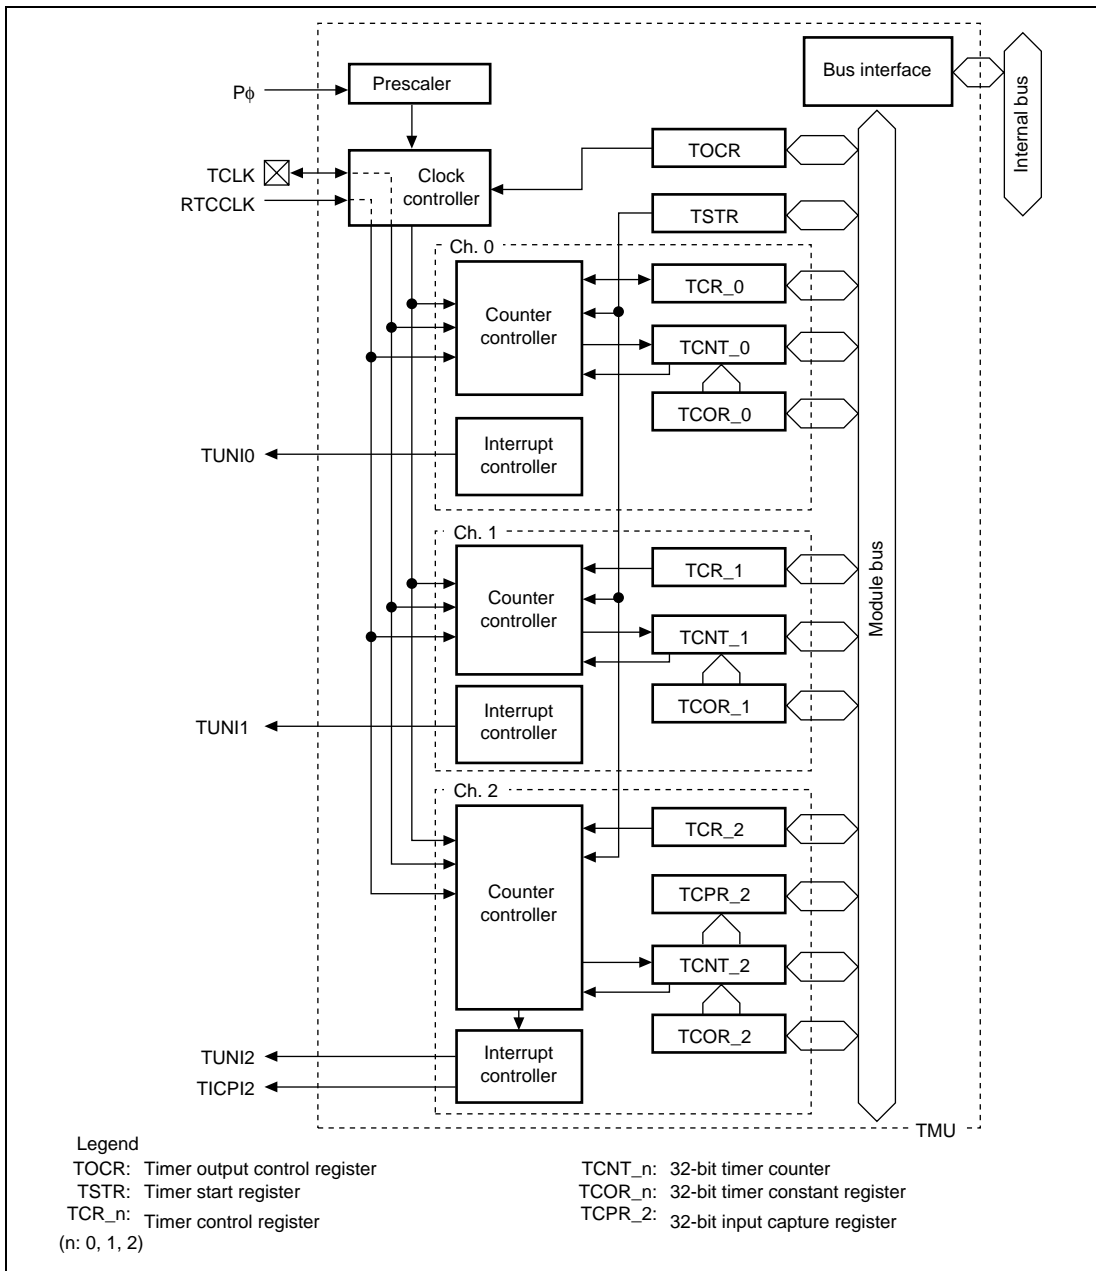 Bus interface
Internal bus
Prescaler
Pϕ
TOCR
TCLK
Clock
controller
RTCCLK
TSTR
Ch. 0
Counter
controller
TCR_0
TCNT_0
TCOR_0
Interrupt
controller
TUNI0
Ch. 1
Counter
controller
TCR_1
TCNT_1
TCOR_1
Module bus
Interrupt
controller
TUNI1
Ch. 2
Counter
controller
TCR_2
TCPR_2
TCNT_2
TCOR_2
Interrupt
controller
TUNI2
TICPI2
TMU
Legend
TOCR: Timer output control register
TSTR: Timer start register
TCR_n: Timer control register
(n: 0, 1, 2)
TCNT_n: 32-bit timer counter
TCOR_n: 32-bit timer constant register
TCPR_2: 32-bit input capture register